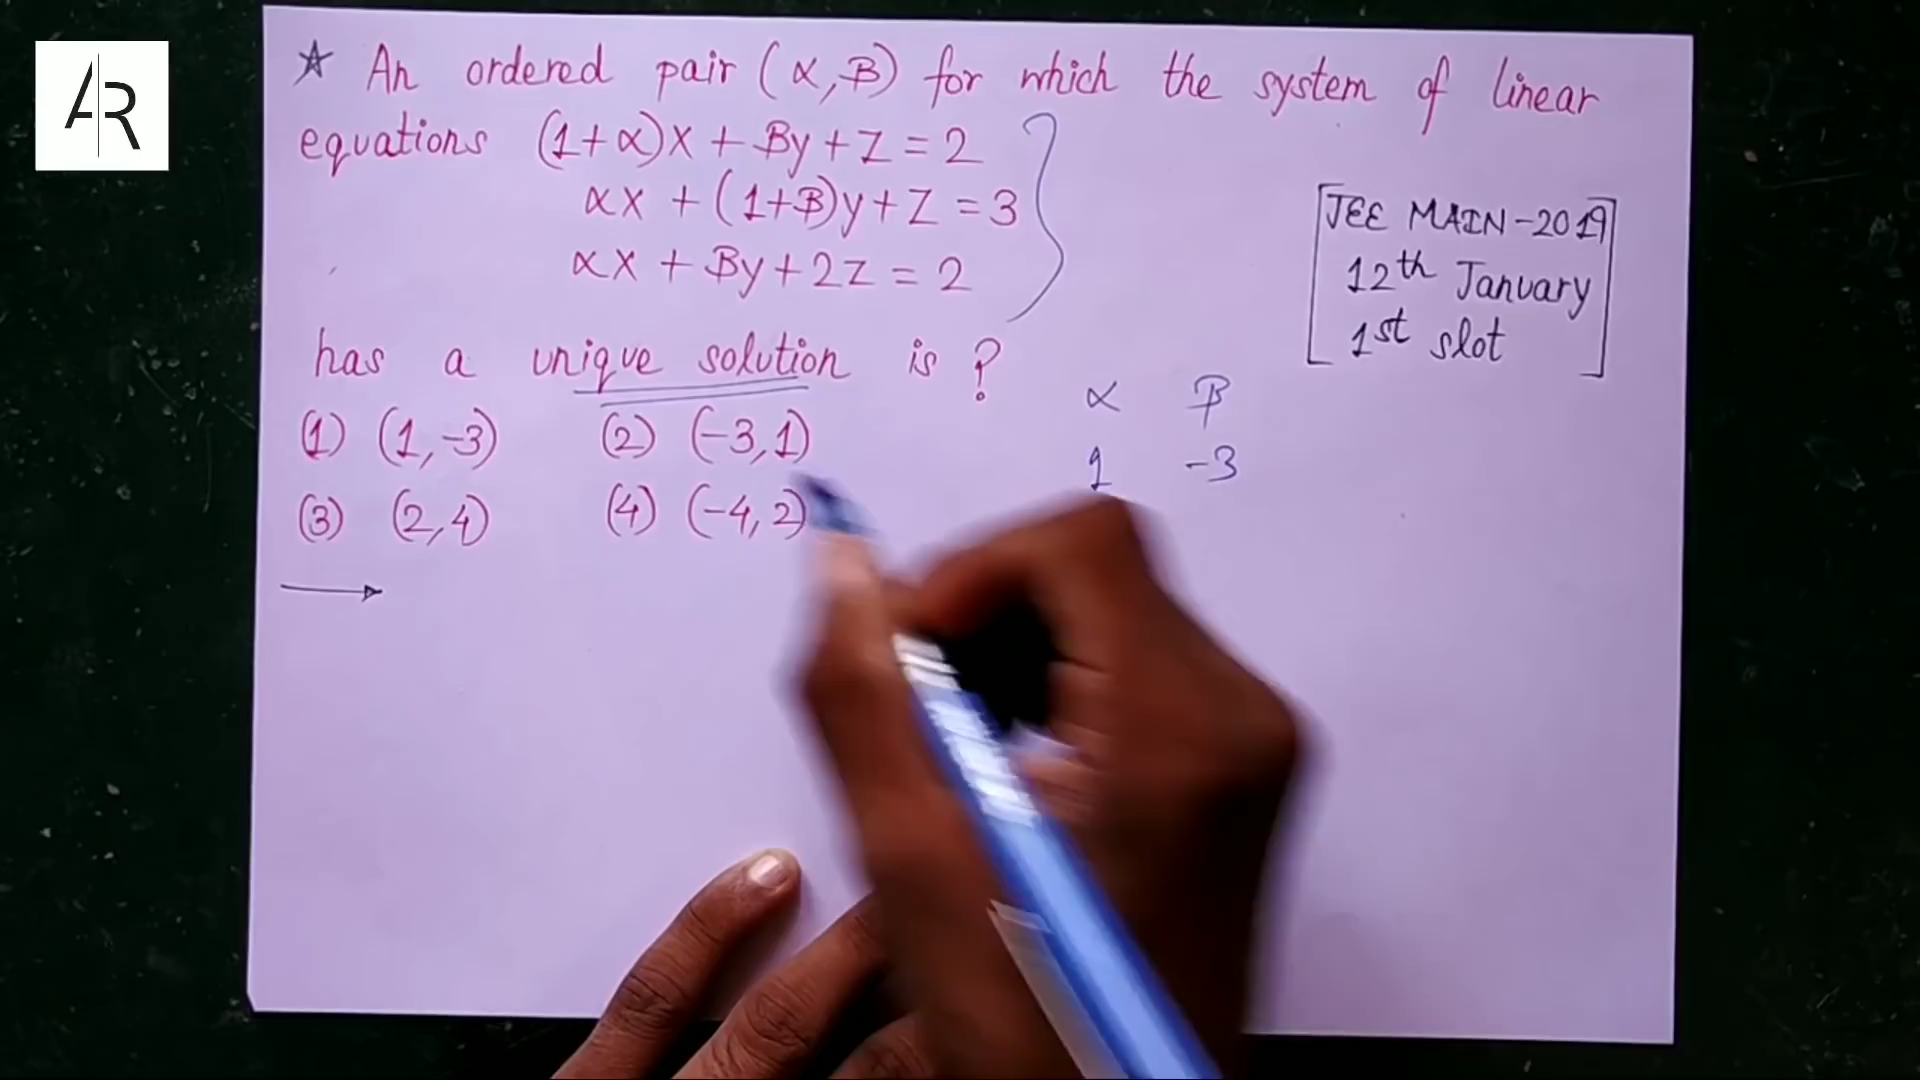 AR
☆ An ordered pair (α, β) for which the system of linear
equations (1+α)x + βy + z = 2
αx + (1+β)y + z = 3
αx + βy + 2z = 2
[JEE MAIN-2019
12th January
1st slot]
has a unique solution is ?
(1) (1, -3) (2) (-3, 1)
(3) (2, 4) (4) (-4, 2)
→
α β
1 -3